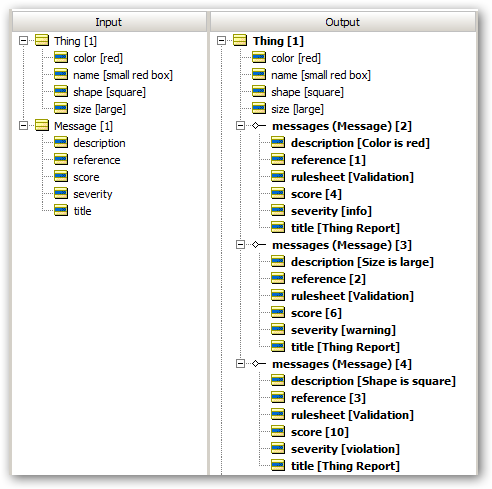 Input
Thing [1]
color [red]
name [small red box]
shape [square]
size [large]
Message [1]
description
reference
score
severity
title
Output
Thing [1]
color [red]
name [small red box]
shape [square]
size [large]
messages (Message) [2]
description [Color is red]
reference [1]
rulesheet [Validation]
score [4]
severity [info]
title [Thing Report]
messages (Message) [3]
description [Size is large]
reference [2]
rulesheet [Validation]
score [6]
severity [warning]
title [Thing Report]
messages (Message) [4]
description [Shape is square]
reference [3]
rulesheet [Validation]
score [10]
severity [violation]
title [Thing Report]